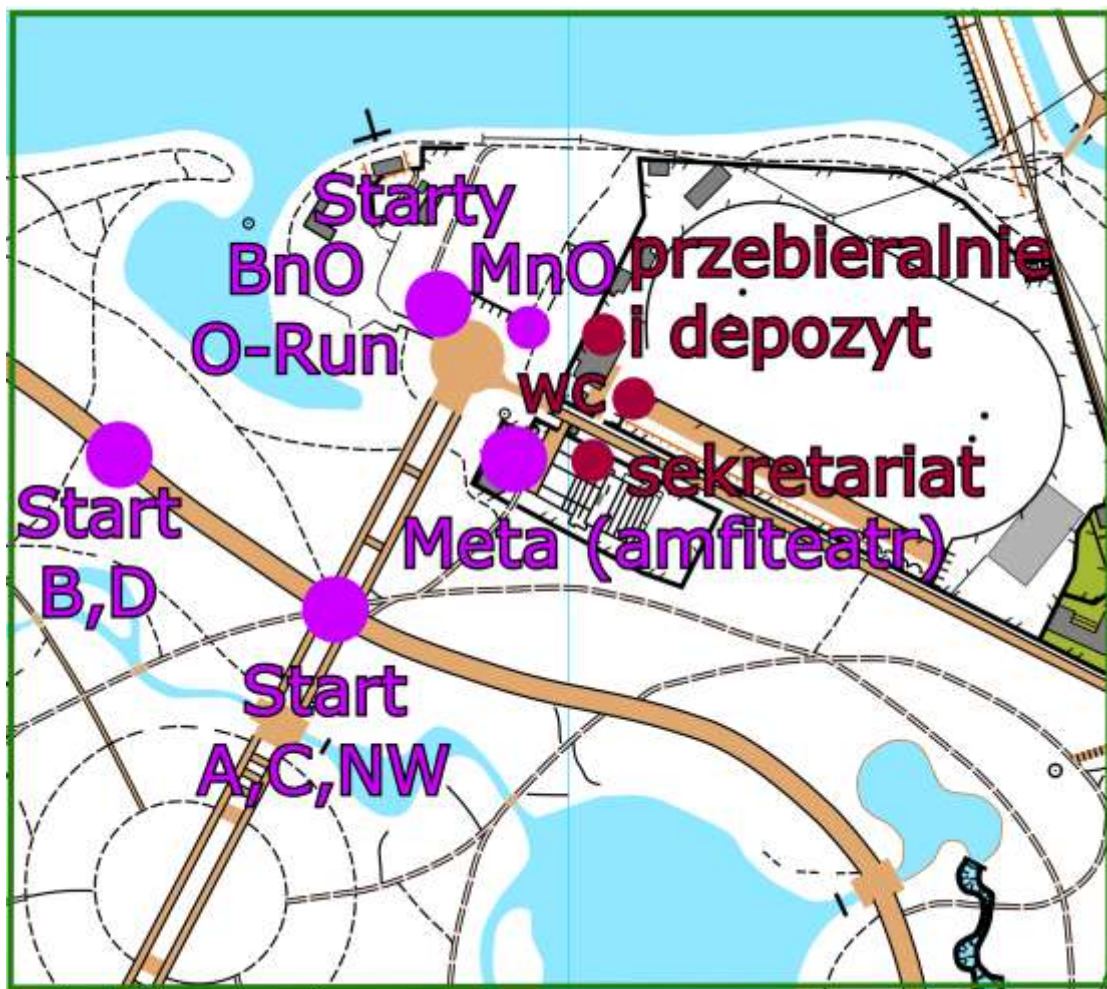 Starty
BnO MnO
O-Run
przebieralnie
i depozyt
wc
sekretariat
Meta (amfiteatr)
Start
B,D
Start
A,C,NW